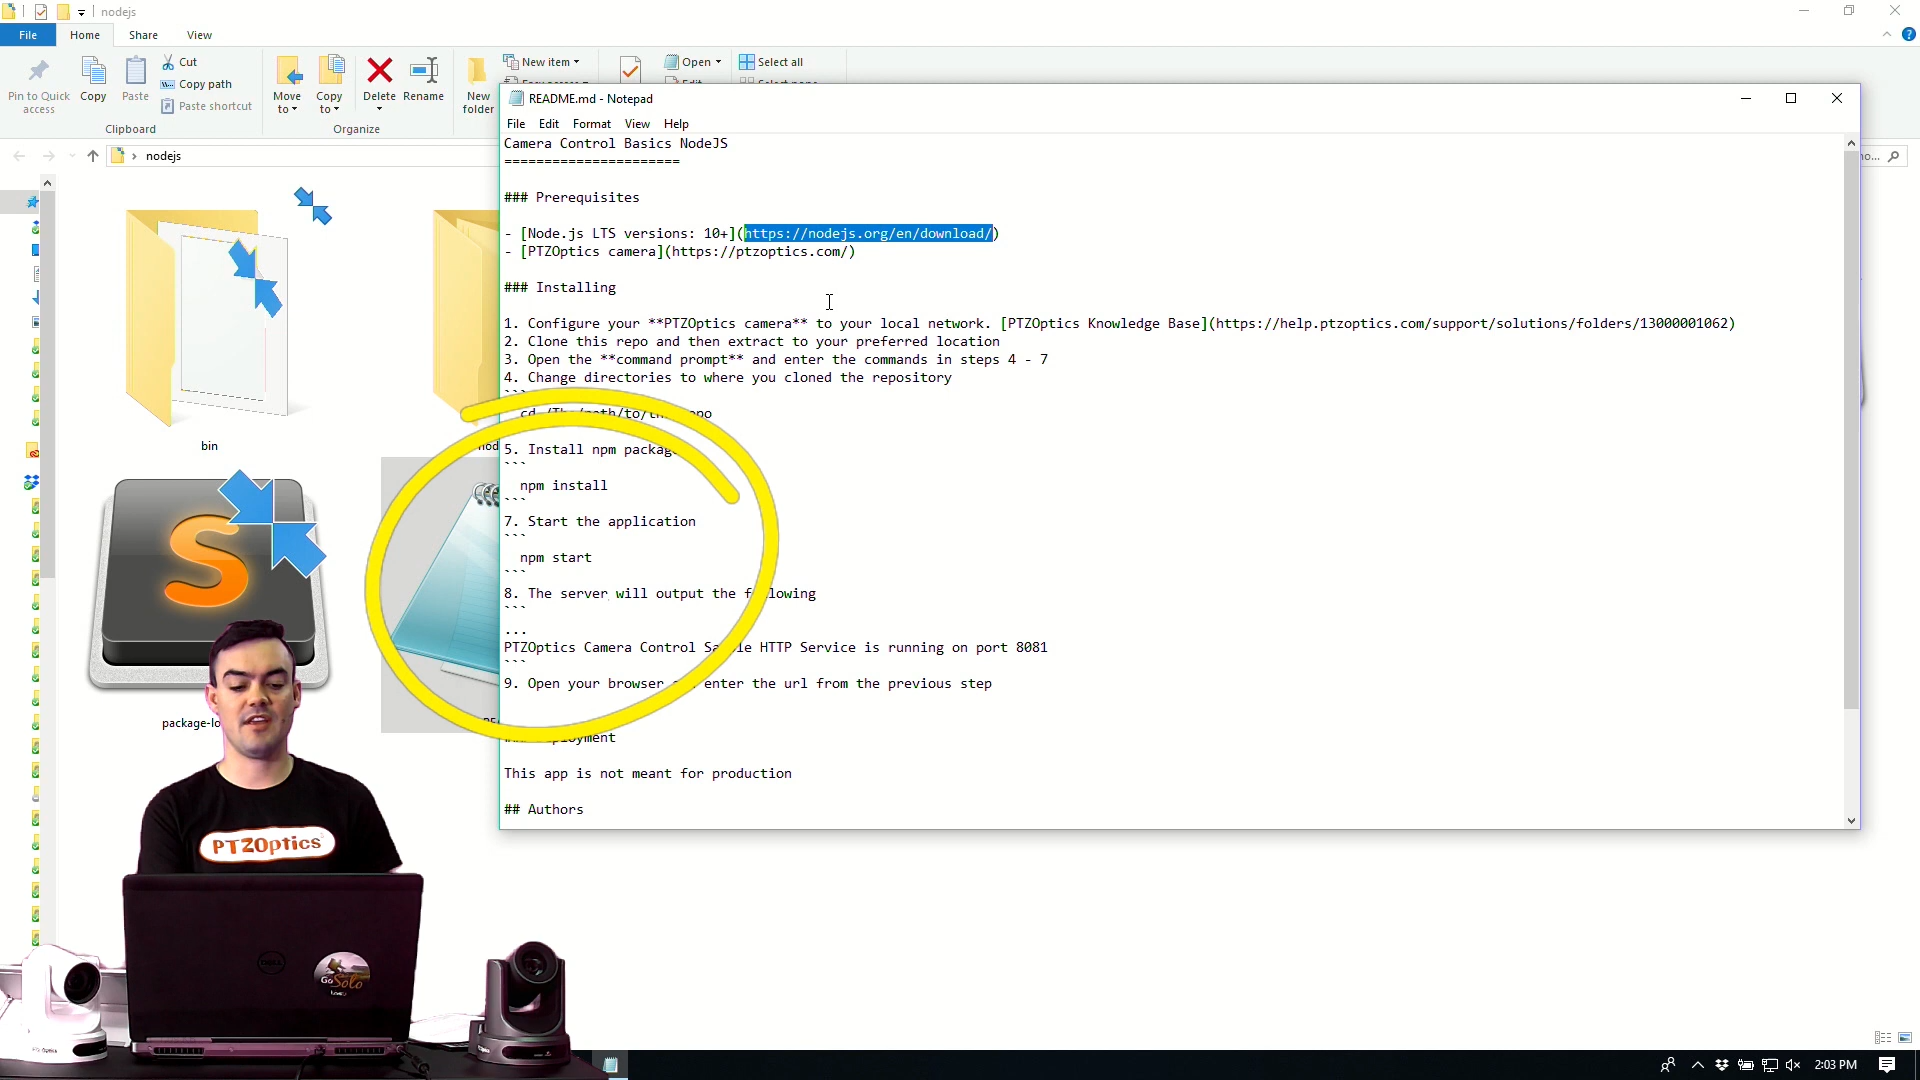 nodejs
File Home Share View
Pin to Quick access
Copy
Paste
Cut
Copy path
Paste shortcut
Clipboard
Move to
Copy to
Delete
Rename
Organize
New folder
New item
Open
Edit
Select all
nodejs
bin
package-lo
README.md - Notepad
File Edit Format View Help
Camera Control Basics NodeJS
======================
### Prerequisites
- [Node.js LTS versions: 10+](https://nodejs.org/en/download/)
- [PTZOptics camera](https://ptzoptics.com/)
### Installing
1. Configure your **PTZOptics camera** to your local network. [PTZOptics Knowledge Base](https://help.ptzoptics.com/support/solutions/folders/13000001062)
2. Clone this repo and then extract to your preferred location
3. Open the **command prompt** and enter the commands in steps 4 - 7
4. Change directories to where you cloned the repository
```
cd
5. Install npm packag
```
npm install
```
7. Start the application
```
npm start
```
8. The server will output the
```
...
PTZOptics Camera Control HTTP Service is running on port 8081
```
9. Open your browser enter the url from the previous step
This app is not meant for production
## Authors
PTZOptics
DELL
Go Solo
2:03 PM